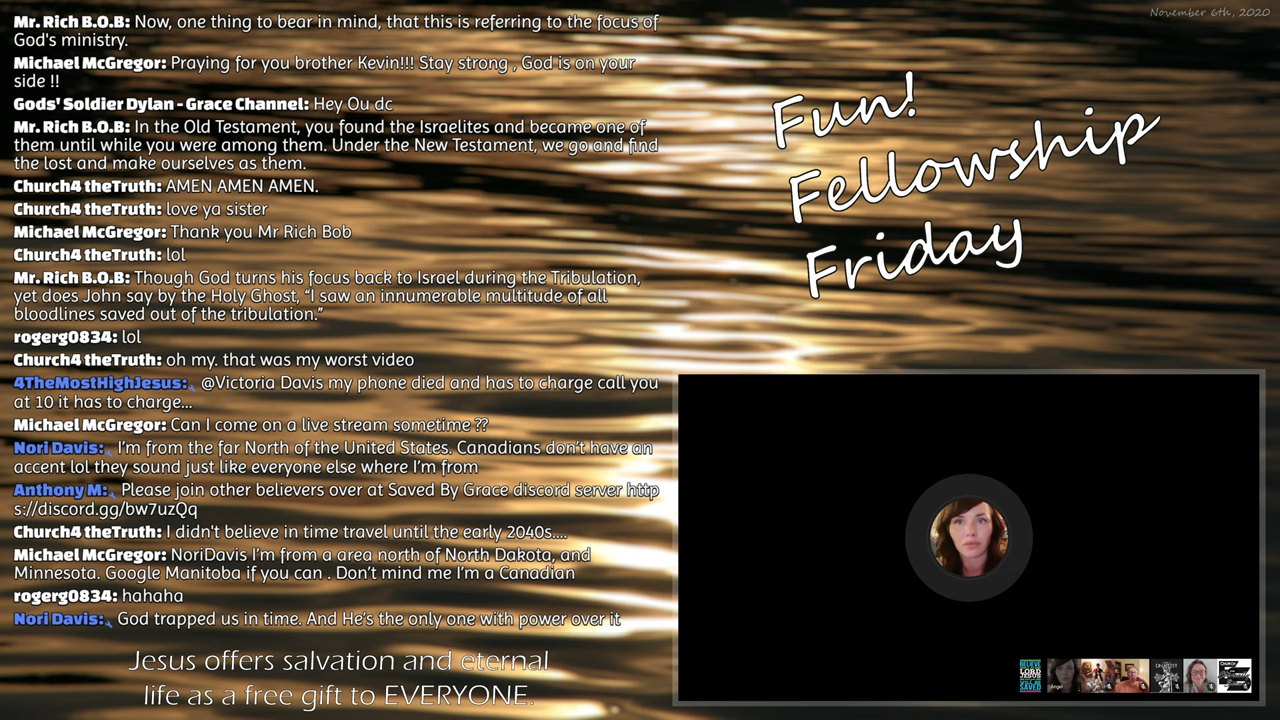 Mr. Rich B.O.B: Now, one thing to bear in mind, that this is referring to the focus of
God's ministry.
Michael McGregor: Praying for you brother Kevin!!! Stay strong , God is on your
side !!
Gods' Soldier Dylan - Grace Channel: Hey Ou dc
Mr. Rich B.O.B: In the Old Testament, you found the Israelites and became one of
them until while you were among them. Under the New Testament, we go and find
the lost and make ourselves as them.
Church4 theTruth: AMEN AMEN AMEN.
Church4 theTruth: love ya sister
Michael McGregor: Thank you Mr Rich Bob
Church4 theTruth: lol
Mr. Rich B.O.B: Though God turns his focus back to Israel during the Tribulation,
yet does John say by the Holy Ghost, “I saw an innumerable multitude of all
bloodlines saved out of the tribulation.”
rogerg0834: lol
Church4 theTruth: oh my. that was my worst video
4TheMostHighJesus: @Victoria Davis my phone died and has to charge call you
at 10 it has to charge...
Michael McGregor: Can I come on a live stream sometime ??
Nori Davis: I’m from the far North of the United States. Canadians don’t have an
accent lol they sound just like everyone else where I’m from
Anthony M: Please join other believers over at Saved By Grace discord server http
s://discord.gg/bw7uzQq
Church4 theTruth: I didn't believe in time travel until the early 2040s....
Michael McGregor: NoriDavis I’m from a area north of North Dakota, and
Minnesota. Google Manitoba if you can . Don’t mind me I’m a Canadian
rogerg0834: hahaha
Nori Davis: God trapped us in time. And He’s the only one with power over it
Jesus offers salvation and eternal
life as a free gift to EVERYONE.
November 6th, 2020
Fun!
Fellowship
Friday
BELIEVE
LORD
JESUS
SAVED
Angel
CHURCH